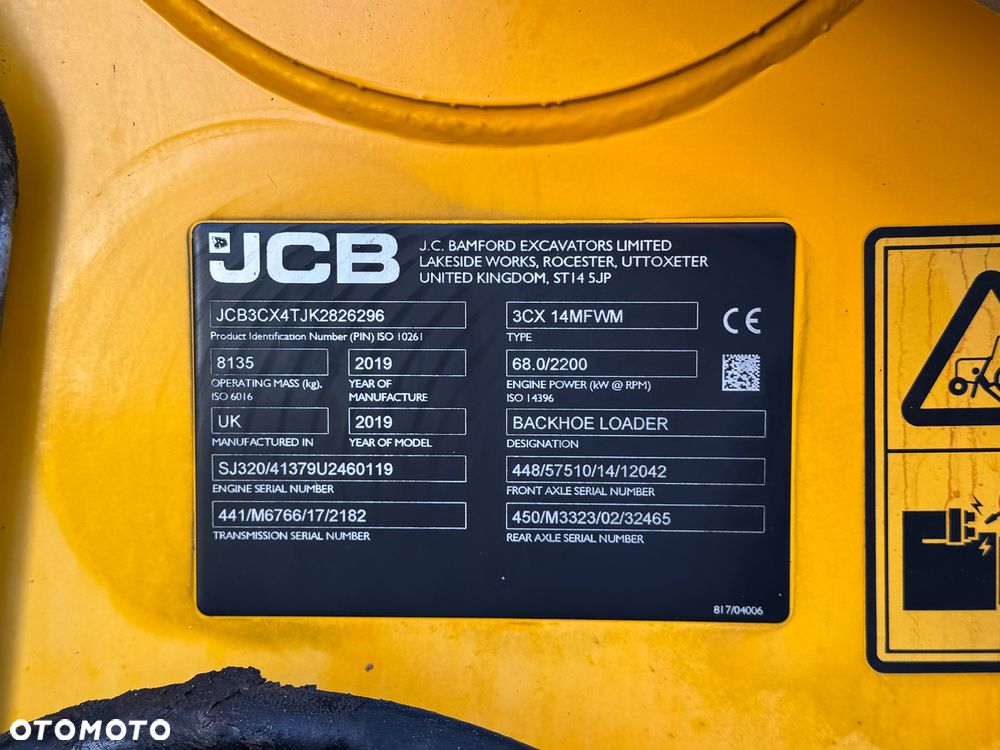 JCB
J.C. BAMFORD EXCAVATORS LIMITED
LAKESIDE WORKS, ROCESTER, UTTOXETER
UNITED KINGDOM, ST14 5JP
JCB3CX4TJK2826296
Product Identification Number (PIN) ISO 10261
3CX 14MFWM
TYPE
CE
8135
OPERATING MASS (kg),
ISO 6016
2019
YEAR OF
MANUFACTURE
68.0/2200
ENGINE POWER (kW @ RPM)
ISO 14396
UK
MANUFACTURED IN
2019
YEAR OF MODEL
BACKHOE LOADER
DESIGNATION
SJ320/41379U2460119
ENGINE SERIAL NUMBER
448/57510/14/12042
FRONT AXLE SERIAL NUMBER
441/M6766/17/2182
TRANSMISSION SERIAL NUMBER
450/M3323/02/32465
REAR AXLE SERIAL NUMBER
817/04006
OTOMOTO